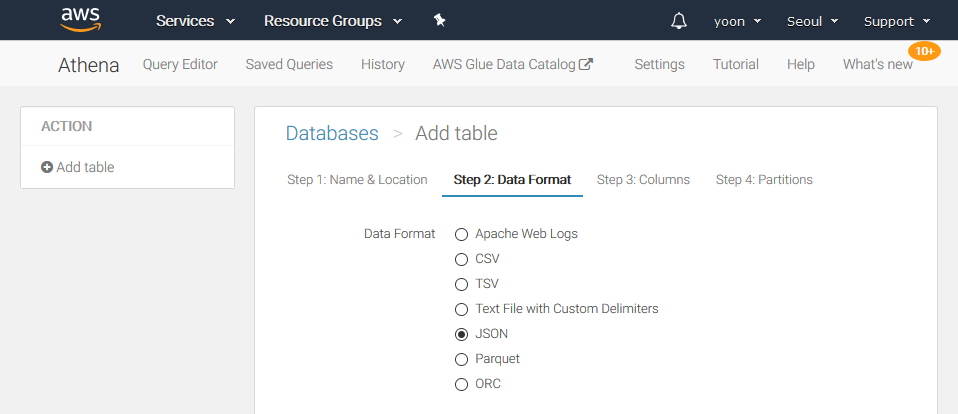 aws Services Resource Groups yoon Seoul Support
Athena Query Editor Saved Queries History AWS Glue Data Catalog Settings Tutorial Help What's new 10+
ACTION
Add table
Databases > Add table
Step 1: Name & Location Step 2: Data Format Step 3: Columns Step 4: Partitions
Data Format Apache Web Logs
CSV
TSV
Text File with Custom Delimiters
JSON
Parquet
ORC